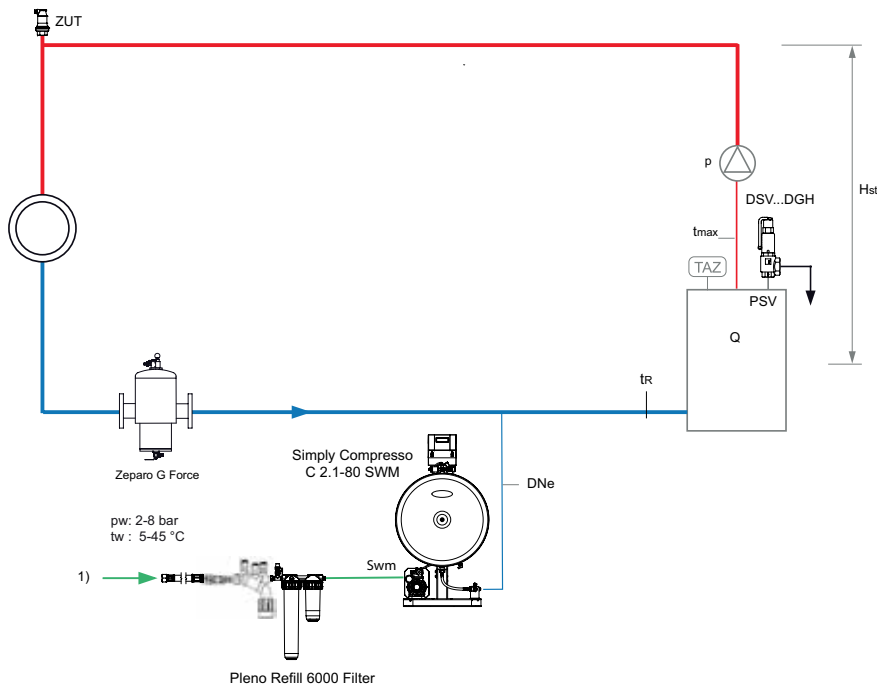 ZUT
p
Hst
DSV...DGH
tmax
TAZ
PSV
Q
tR
Zeparo G Force
Simply Compresso
C 2.1-80 SWM
DNe
pw: 2-8 bar
tw : 5-45 °C
1)
Swm
Pleno Refill 6000 Filter